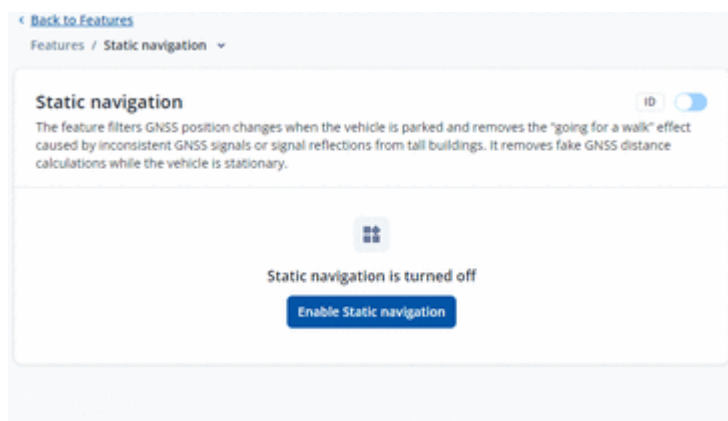 Back to Features
Features / Static navigation
Static navigation
ID
The feature filters GNSS position changes when the vehicle is parked and removes the "going for a walk" effect
caused by inconsistent GNSS signals or signal reflections from tall buildings. It removes fake GNSS distance
calculations while the vehicle is stationary.
Static navigation is turned off
Enable Static navigation